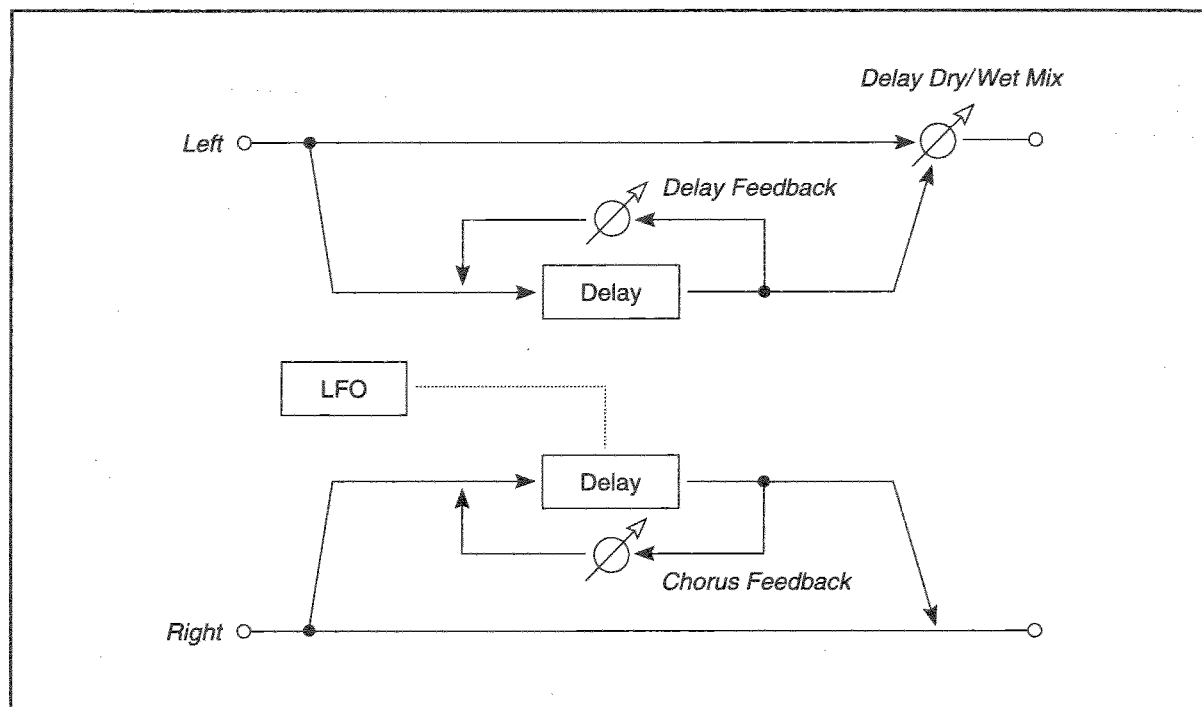 Delay Dry/Wet Mix
Left
Delay Feedback
Delay
LFO
Delay
Chorus Feedback
Right